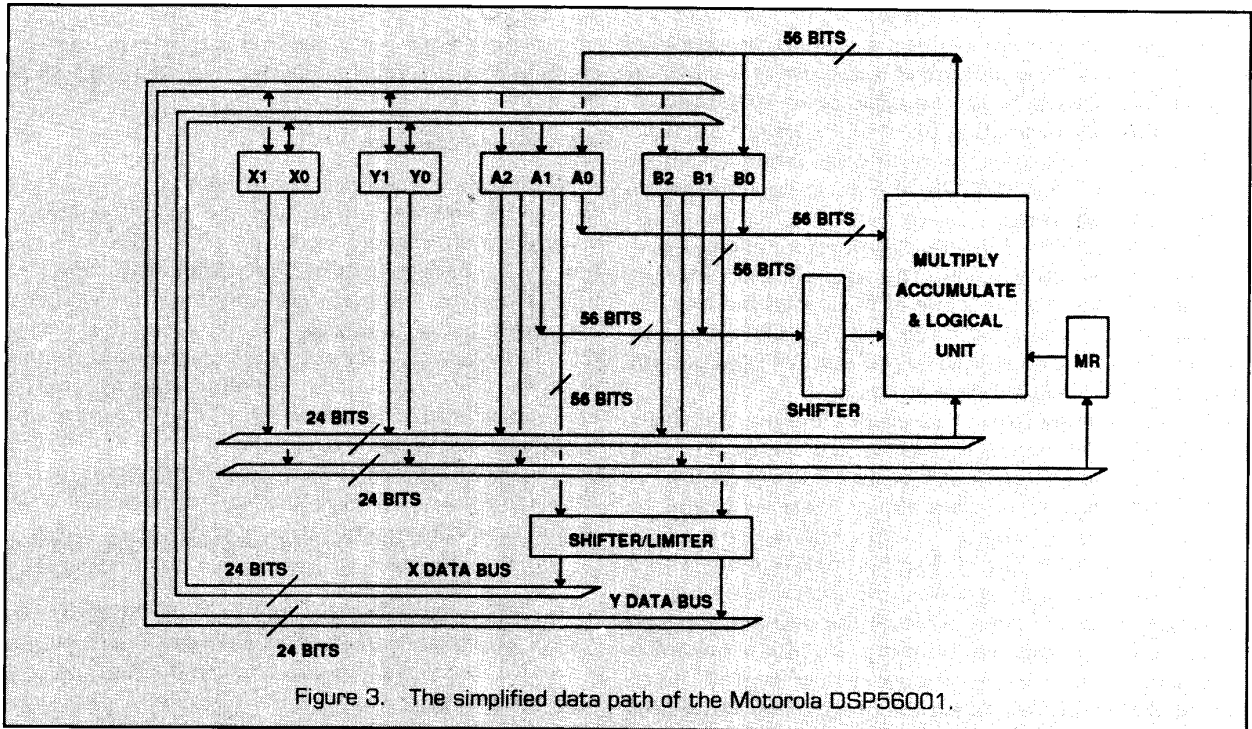 56 BITS
X1 X0
Y1 Y0
A2 A1 A0
B2 B1 B0
56 BITS
56 BITS
MULTIPLY
ACCUMULATE
& LOGICAL
UNIT
56 BITS
MR
56 BITS
SHIFTER
24 BITS
24 BITS
SHIFTER/LIMITER
24 BITS
X DATA BUS
Y DATA BUS
24 BITS
Figure 3. The simplified data path of the Motorola DSP56001.